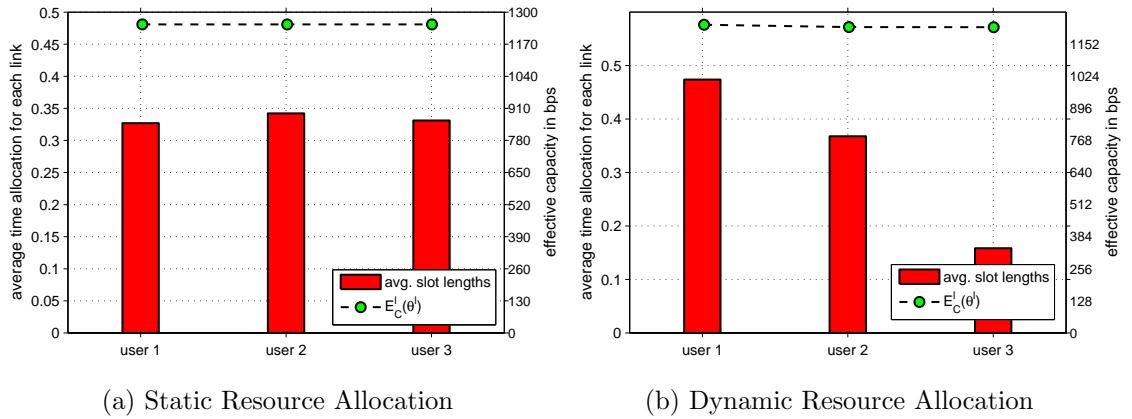 0.5
0.45
0.4
0.35
0.3
0.25
0.2
0.15
0.1
0.05
0
average time allocation for each link
user 1
user 2
user 3
1300
1170
1040
910
780
650
520
390
260
130
0
effective capacity in bps
avg. slot lengths
E_C^l(θ^l)
(a) Static Resource Allocation
0.5
0.4
0.3
0.2
0.1
0
average time allocation for each link
user 1
user 2
user 3
1152
1024
896
768
640
512
384
256
128
0
effective capacity in bps
avg. slot lengths
E_C^l(θ^l)
(b) Dynamic Resource Allocation